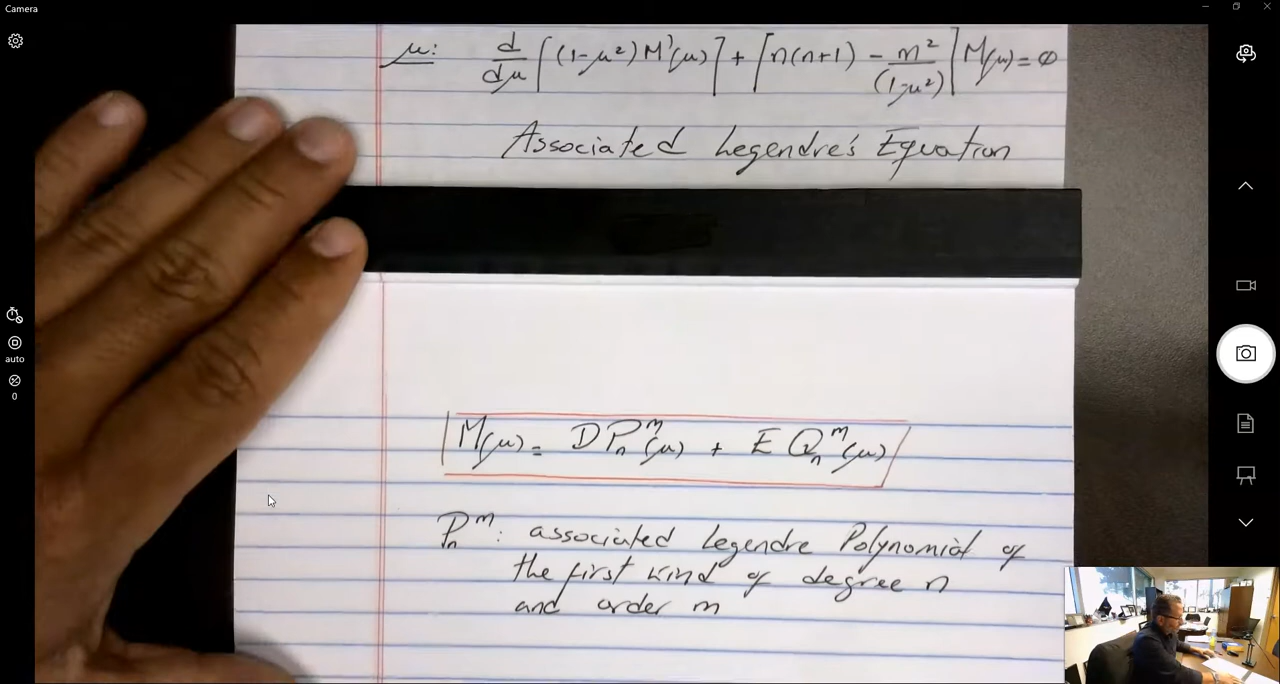 Camera
μ: d/dμ [(1-μ²) M'(μ)] + [n(n+1) - m²/(1-μ²)] M(μ) = 0
Associated Legendre's Equation
auto
0
M(μ) = D Pₙᵐ(μ) + E Qₙᵐ(μ)
Pₙᵐ: associated Legendre Polynomial of
the first kind of degree n
and order m